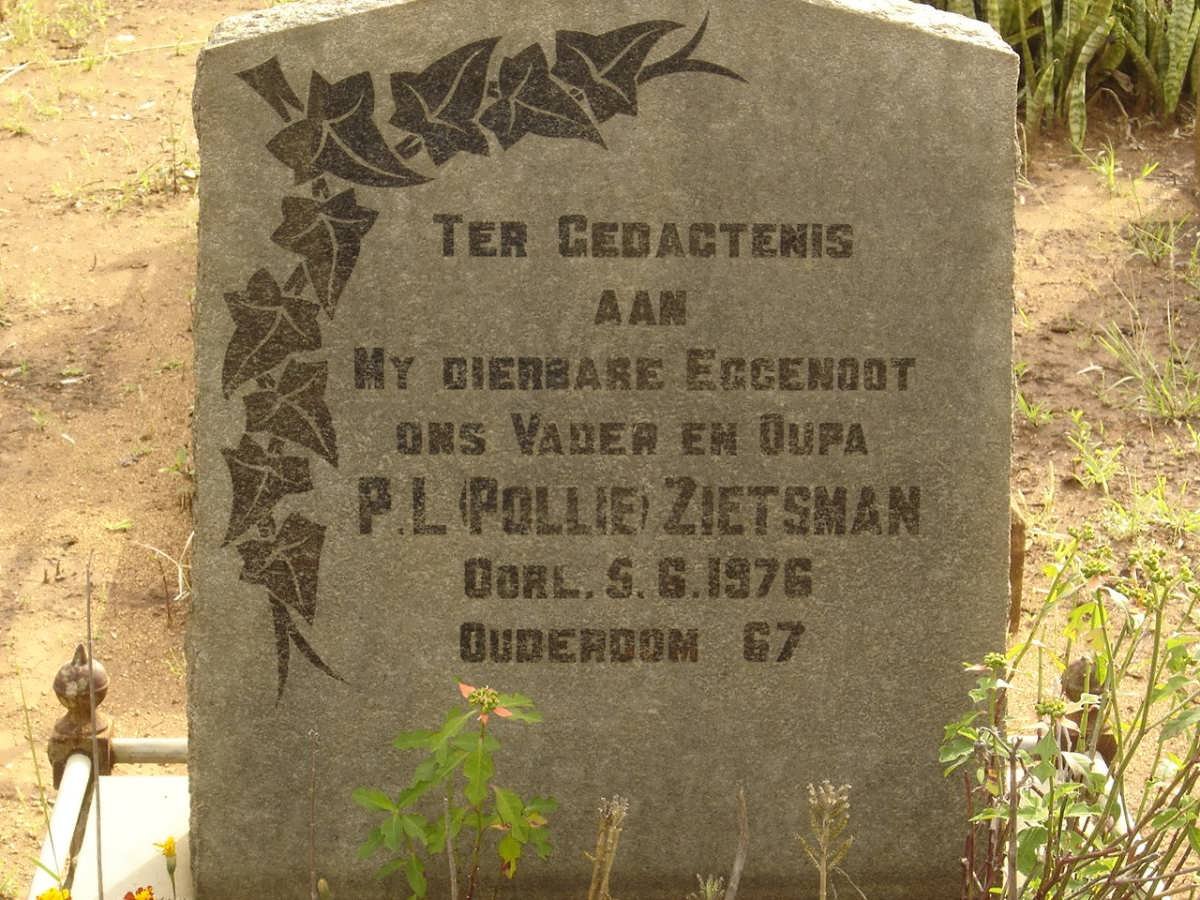 TER GEDACTENIS
AAN
MY DIERBARE EGGENOOT
ONS VADER EN OUPA
P.L (POLLIE) ZIETSMAN
OORL. 5.6.1976
OUDERDOM 67